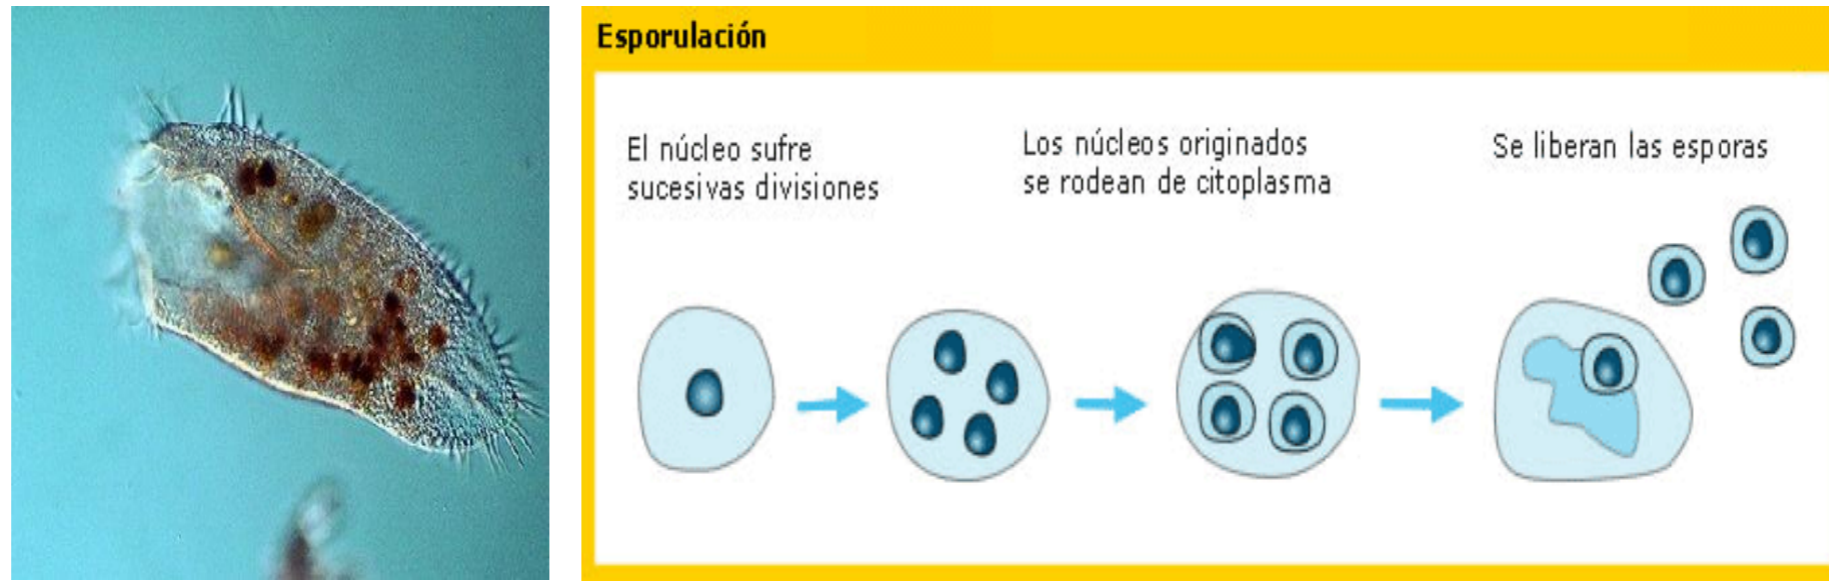 Esporulación
El núcleo sufre
sucesivas divisiones
Los núcleos originados
se rodean de citoplasma
Se liberan las esporas